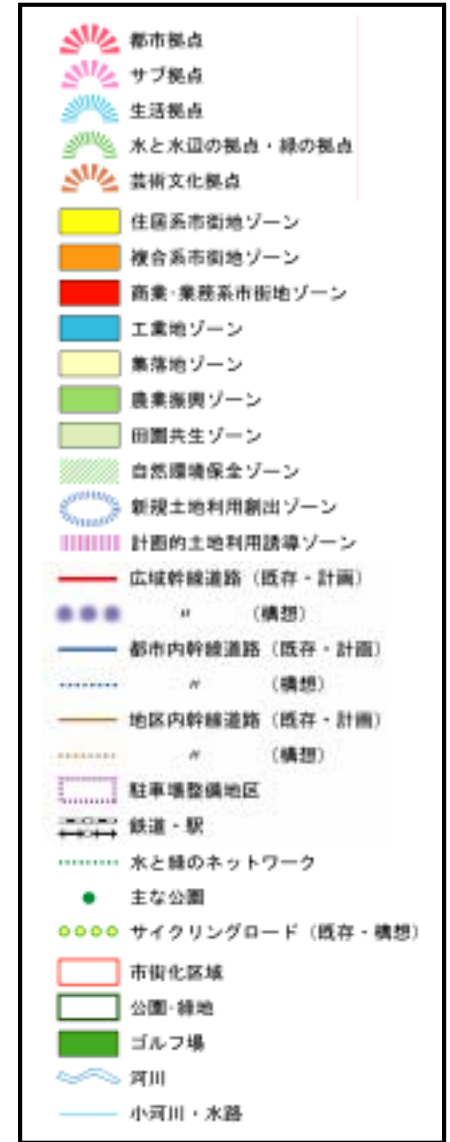 都市拠点
サブ拠点
生活拠点
水と水辺の拠点・緑の拠点
芸術文化拠点
住居系市街地ゾーン
複合系市街地ゾーン
商業・業務系市街地ゾーン
工業地ゾーン
集落地ゾーン
農業振興ゾーン
田園共生ゾーン
自然環境保全ゾーン
新規土地利用創出ゾーン
計画的土地利用誘導ゾーン
広域幹線道路（既存・計画）
〃　（構想）
都市内幹線道路（既存・計画）
〃　（構想）
地区内幹線道路（既存・計画）
〃　（構想）
駐車場整備地区
鉄道・駅
水と緑のネットワーク
主な公園
サイクリングロード（既存・構想）
市街化区域
公園・緑地
ゴルフ場
河川
小河川・水路